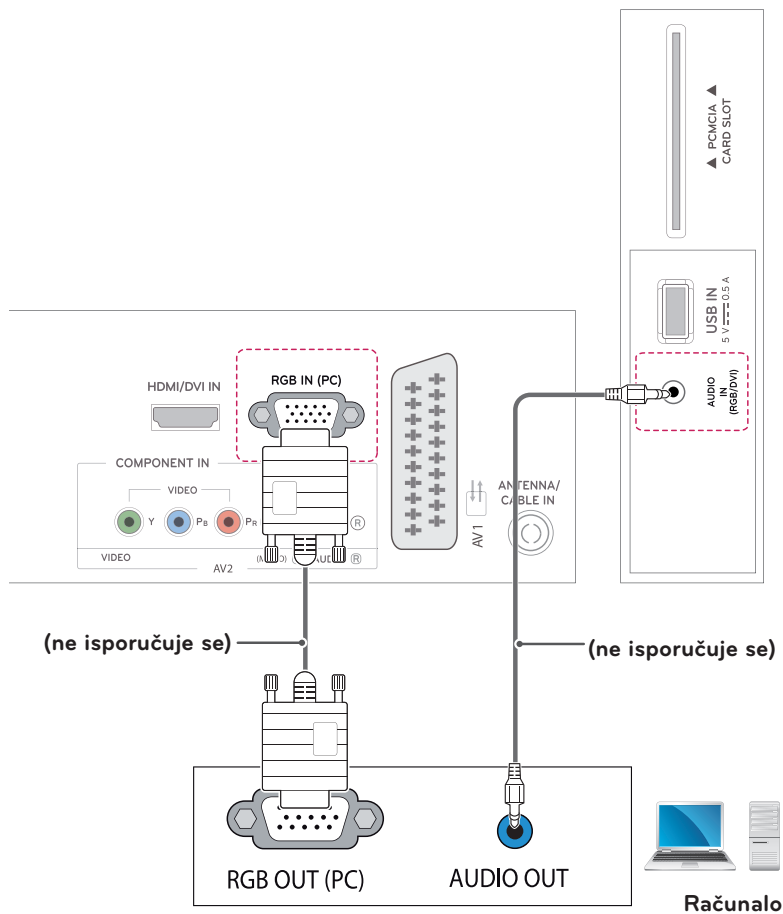 ▲ PCMCIA ▲
CARD SLOT
USB IN
5 V 0.5 A
AUDIO
IN
(RGB/DVI)
HDMI/DVI IN
RGB IN (PC)
COMPONENT IN
VIDEO
Y
PB
PR
R
VIDEO
AV2
R
AV1
ANTENNA/
CABLE IN
(ne isporučuje se)
(ne isporučuje se)
RGB OUT (PC)
AUDIO OUT
Računalo